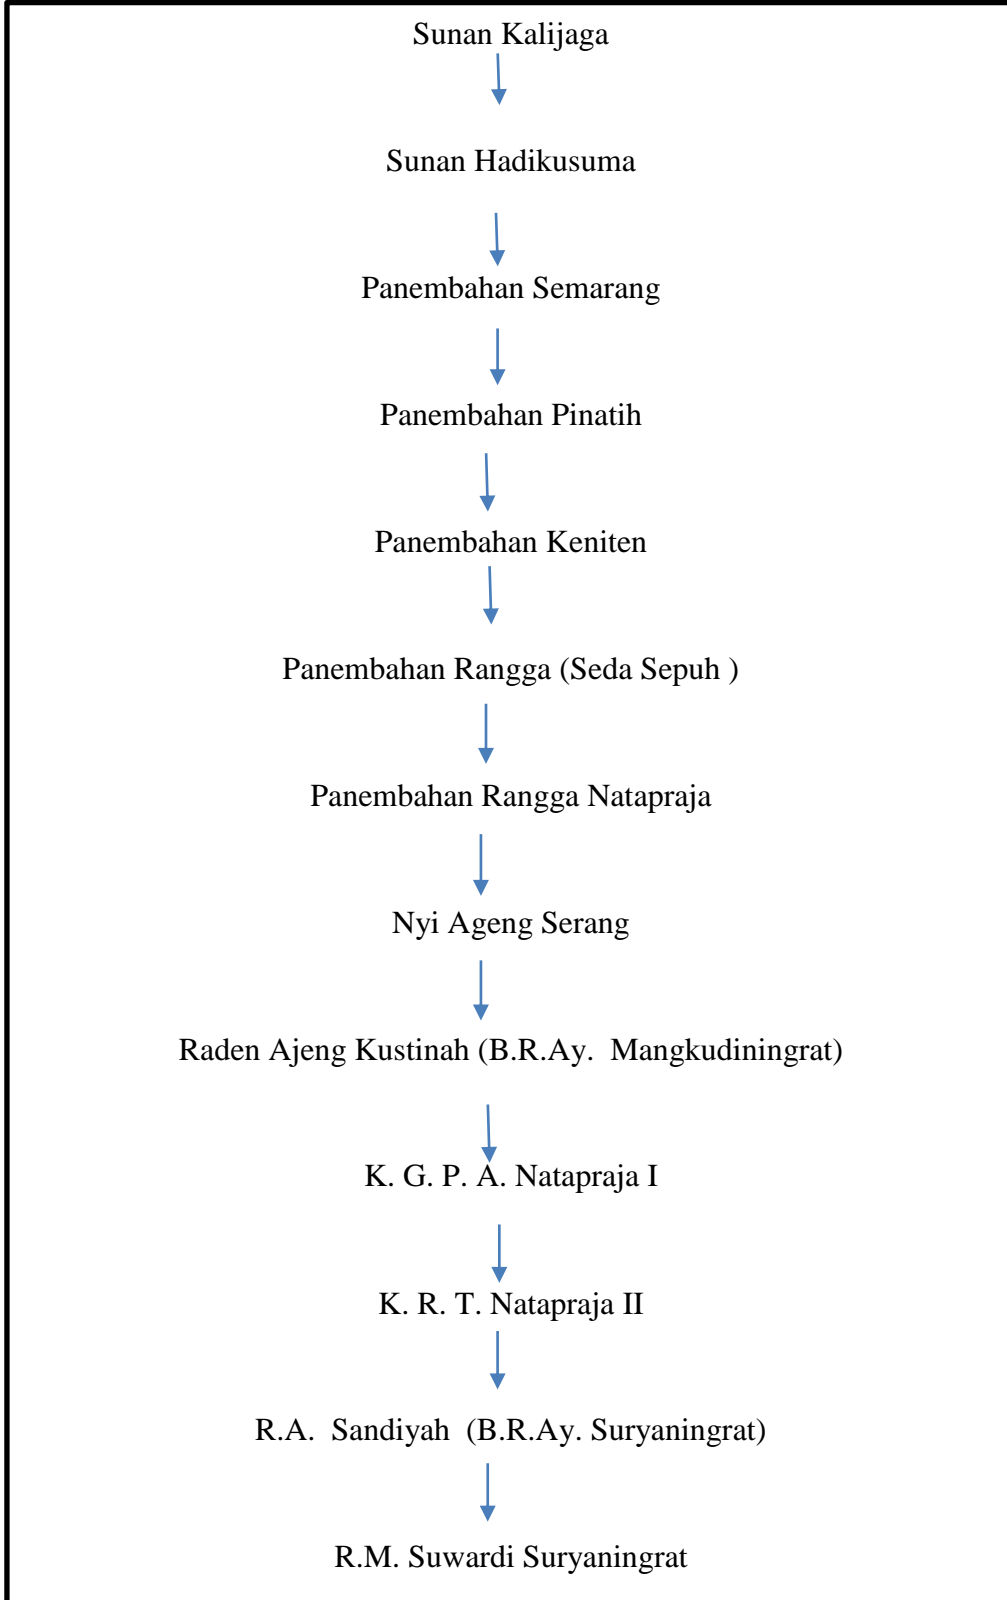 Sunan Kalijaga
Sunan Hadikusuma
Panembahan Semarang
Panembahan Pinatih
Panembahan Keniten
Panembahan Rangga (Seda Sepuh )
Panembahan Rangga Natapraja
Nyi Ageng Serang
Raden Ajeng Kustinah (B.R.Ay.  Mangkudiningrat)
K. G. P. A. Natapraja I
K. R. T. Natapraja II
R.A.  Sandiyah  (B.R.Ay. Suryaningrat)
R.M. Suwardi Suryaningrat